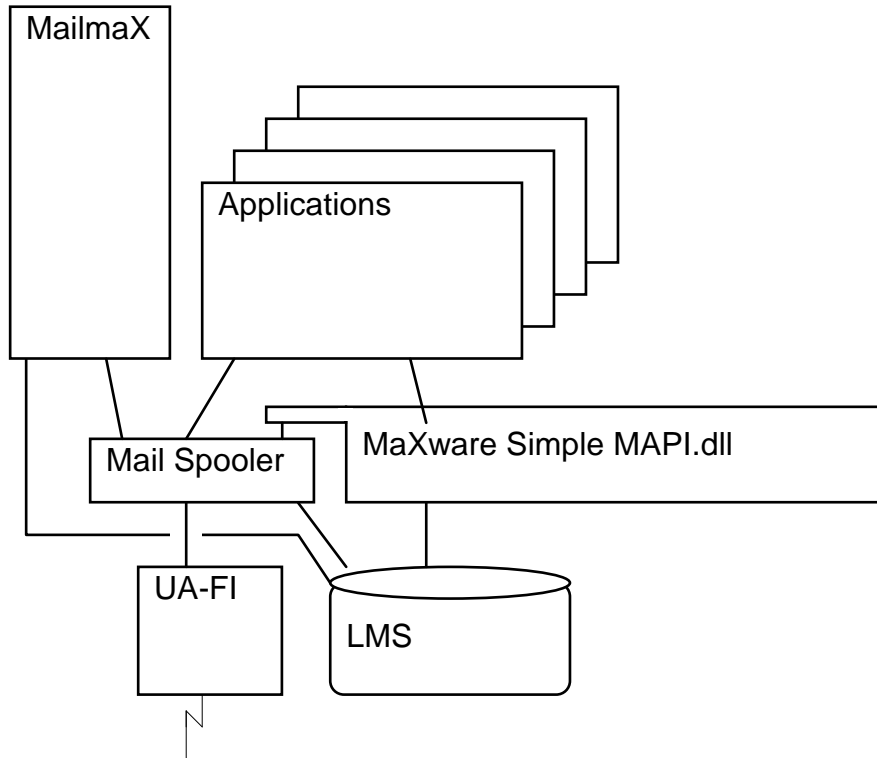 MailmaX
Applications
Mail Spooler
MaXware Simple MAPI.dll
UA-FI
LMS